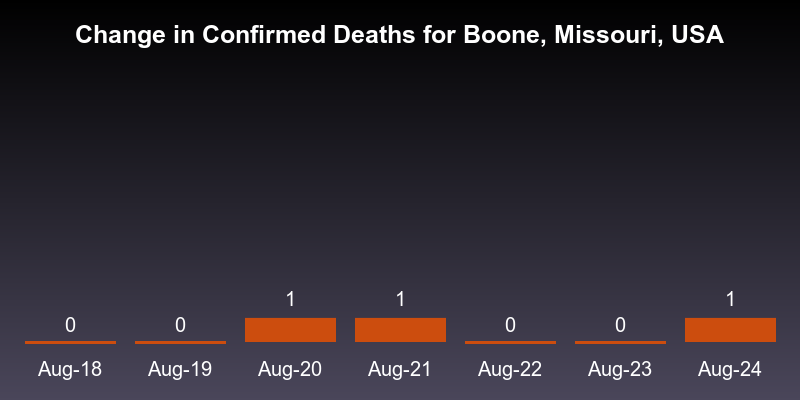 Change in Confirmed Deaths for Boone, Missouri, USA
0 0 1 1 0 0 1
Aug-18 Aug-19 Aug-20 Aug-21 Aug-22 Aug-23 Aug-24